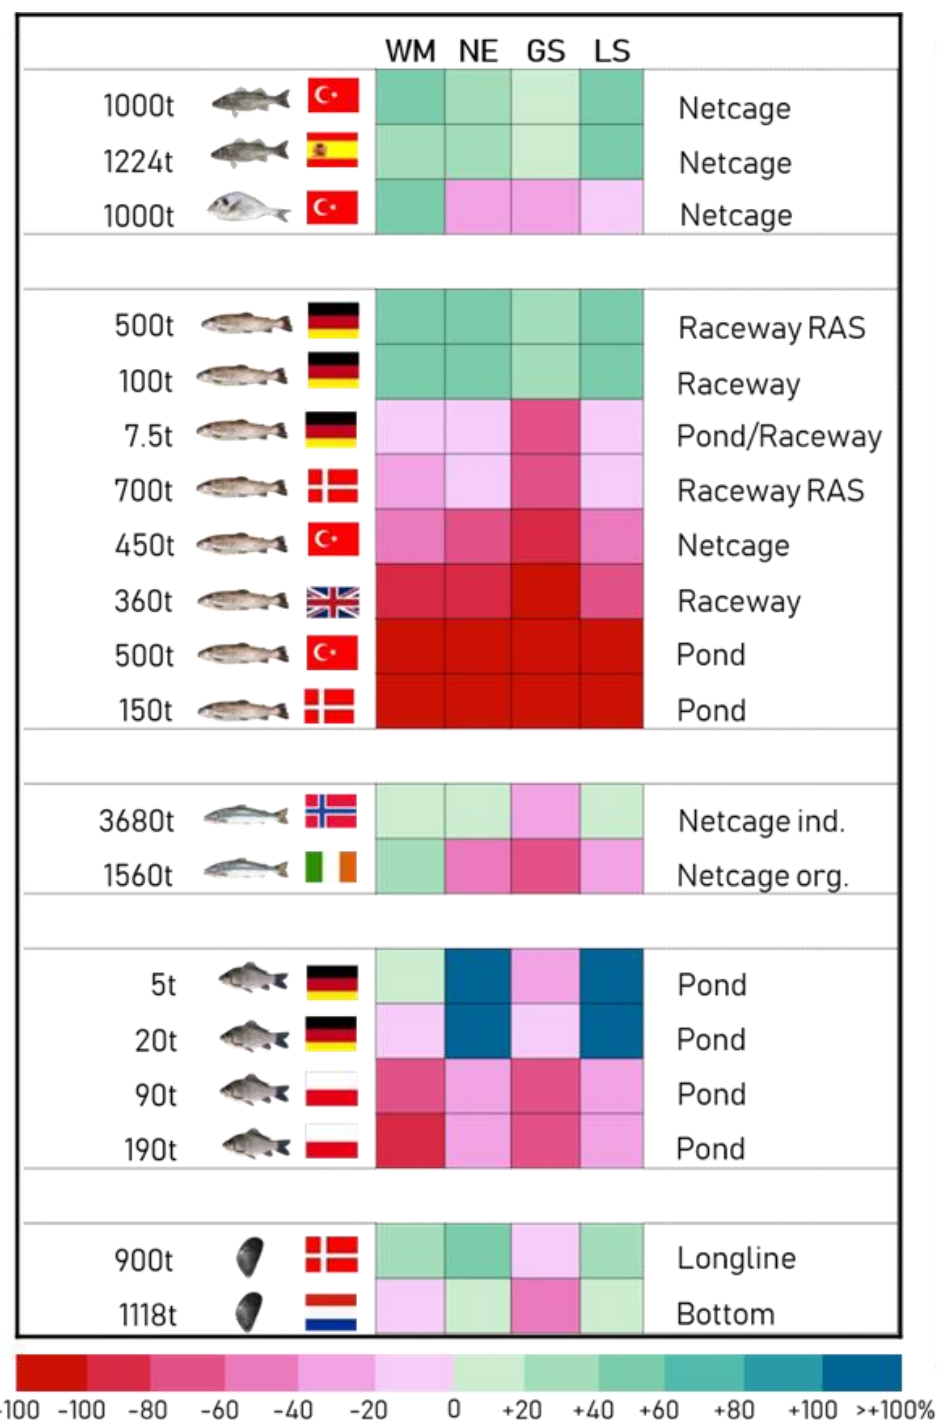 WM NE GS LS
1000t Netcage
1224t Netcage
1000t Netcage
500t Raceway RAS
100t Raceway
7.5t Pond/Raceway
700t Raceway RAS
450t Netcage
360t Raceway
500t Pond
150t Pond
3680t Netcage ind.
1560t Netcage org.
5t Pond
20t Pond
90t Pond
190t Pond
900t Longline
1118t Bottom
-100 -100 -80 -60 -40 -20 0 +20 +40 +60 +80 +100 >+100%